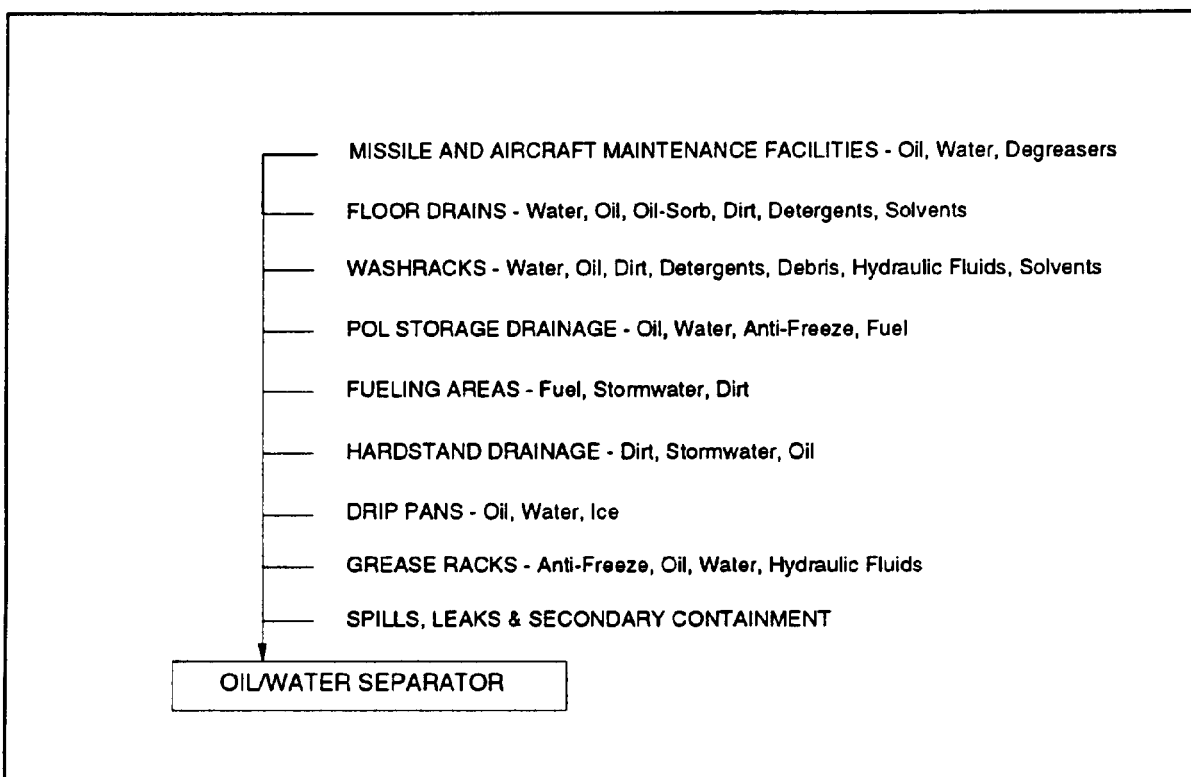 MISSILE AND AIRCRAFT MAINTENANCE FACILITIES - Oil, Water, Degreasers
FLOOR DRAINS - Water, Oil, Oil-Sorb, Dirt, Detergents, Solvents
WASHRACKS - Water, Oil, Dirt, Detergents, Debris, Hydraulic Fluids, Solvents
POL STORAGE DRAINAGE - Oil, Water, Anti-Freeze, Fuel
FUELING AREAS - Fuel, Stormwater, Dirt
HARDSTAND DRAINAGE - Dirt, Stormwater, Oil
DRIP PANS - Oil, Water, Ice
GREASE RACKS - Anti-Freeze, Oil, Water, Hydraulic Fluids
SPILLS, LEAKS & SECONDARY CONTAINMENT
OIL/WATER SEPARATOR